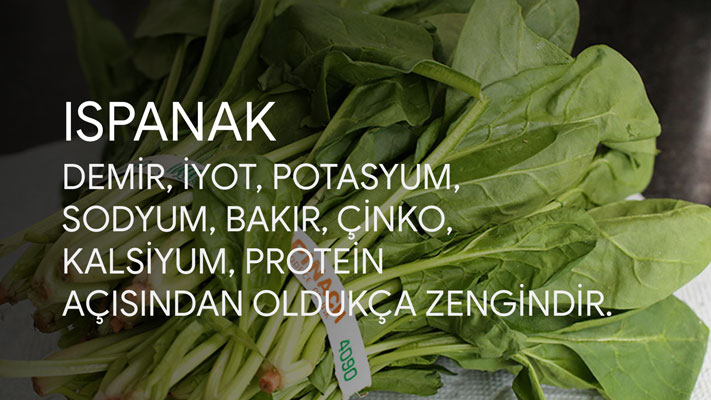 ISPANAK
DEMİR, İYOT, POTASYUM,
SODYUM, BAKIR, ÇİNKO,
KALSİYUM, PROTEİN
AÇISINDAN OLDUKÇA ZENGİNDİR.
4090